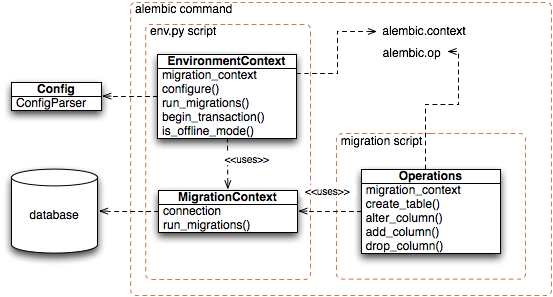 alembic command
env.py script
EnvironmentContext
migration_context
configure()
run_migrations()
begin_transaction()
is_offline_mode()
alembic.context
alembic.op
Config
ConfigParser
<<uses>>
migration script
database
MigrationContext
connection
run_migrations()
<<uses>>
Operations
migration_context
create_table()
alter_column()
add_column()
drop_column()